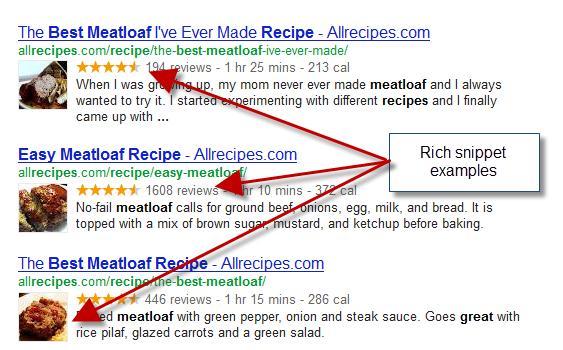 The Best Meatloaf I've Ever Made Recipe - Allrecipes.com
allrecipes.com/recipe/the-best-meatloaf-ive-ever-made/
194 reviews - 1 hr 25 mins - 213 cal
When I was growing up, my mom never ever made meatloaf and I always
wanted to try it. I started experimenting with different recipes and I finally
came up with ...
Easy Meatloaf Recipe - Allrecipes.com
allrecipes.com/recipe/easy-meatloaf/
1608 reviews - 1 hr 10 mins - 372 cal
No-fail meatloaf calls for ground beef, onions, egg, milk, and bread. It is
topped with a mix of brown sugar, mustard, and ketchup before baking.
Rich snippet
examples
The Best Meatloaf Recipe - Allrecipes.com
allrecipes.com/recipe/the-best-meatloaf/
446 reviews - 1 hr 15 mins - 286 cal
meatloaf with green pepper, onion and steak sauce. Goes great with
rice pilaf, glazed carrots and a green salad.